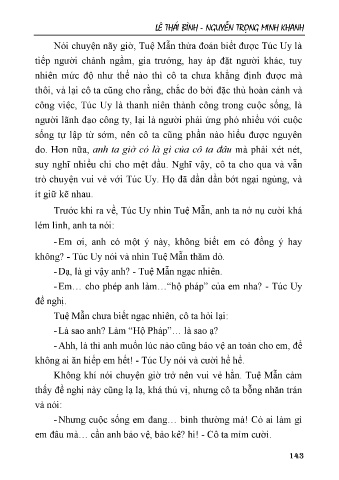 LÊ THÁI BÌNH - NGUYỄN TRỌNG MINH KHANH
Nói chuyện nãy giờ, Tuệ Mẫn thừa đoán biết được Túc Uy là
tiếp người chánh ngắm, gia trưởng, hay áp đặt người khác, tuy
nhiên mức độ như thế nào thì cô ta chưa khẳng định được mà
thôi, và lại cô ta cũng cho rằng, chắc do bởi đặc thù hoàn cảnh và
công việc, Túc Uy là thanh niên thành công trong cuộc sống, là
người lãnh đạo công ty, lại là người phải ứng phó nhiều với cuộc
sống tự lập từ sớm, nên cô ta cũng phần nào hiểu được nguyên
do. Hơn nữa, anh ta giờ có là gì của cô ta đâu mà phải xét nét,
suy nghĩ nhiều chi cho mệt đầu. Nghĩ vậy, cô ta cho qua và vẫn
trò chuyện vui vẻ với Túc Uy. Họ đã dần dần bớt ngại ngùng, và
ít giữ kẽ nhau.
Trước khi ra về, Túc Uy nhìn Tuệ Mẫn, anh ta nở nụ cười khá
lém lỉnh, anh ta nói:
- Em ơi, anh có một ý này, không biết em có đồng ý hay
không? - Túc Uy nói và nhìn Tuệ Mẫn thăm dò.
- Dạ, là gì vậy anh? - Tuệ Mẫn ngạc nhiên.
- Em… cho phép anh làm…“hộ pháp” của em nha? - Túc Uy
đề nghị.
Tuệ Mẫn chưa biết ngạc nhiên, cô ta hỏi lại:
- Là sao anh? Làm “Hộ Pháp”… là sao ạ?
- Ahh, là thì anh muốn lúc nào cũng bảo vệ an toàn cho em, để
không ai ăn hiếp em hết! - Túc Uy nói và cười hề hề.
Không khí nói chuyện giờ trở nên vui vẻ hẳn. Tuệ Mẫn cảm
thấy đề nghị này cũng lạ lạ, khá thú vị, nhưng cô ta bỗng nhăn trán
và nói:
- Nhưng cuộc sống em đang… bình thường mà! Có ai làm gì
em đâu mà… cần anh bảo vệ, bảo kê? hi! - Cô ta mím cười.
143